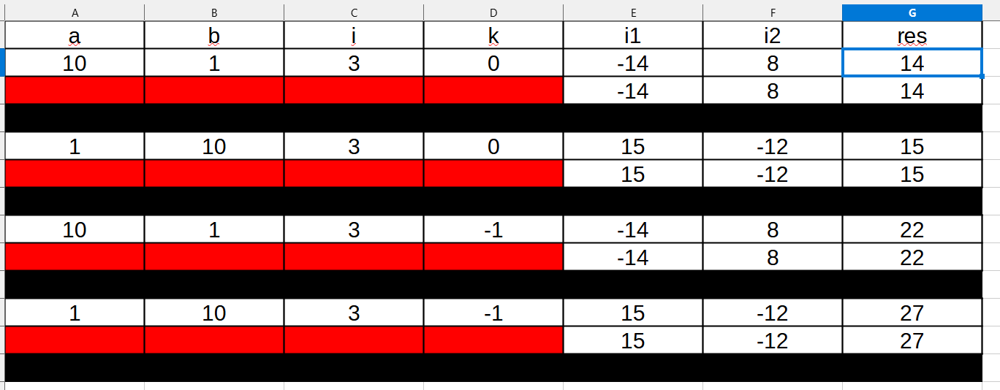 A B C D E F G
a b i k i1 i2 res
10 1 3 0 -14 8 14
-14 8 14
1 10 3 0 15 -12 15
15 -12 15
10 1 3 -1 -14 8 22
-14 8 22
1 10 3 -1 15 -12 27
15 -12 27